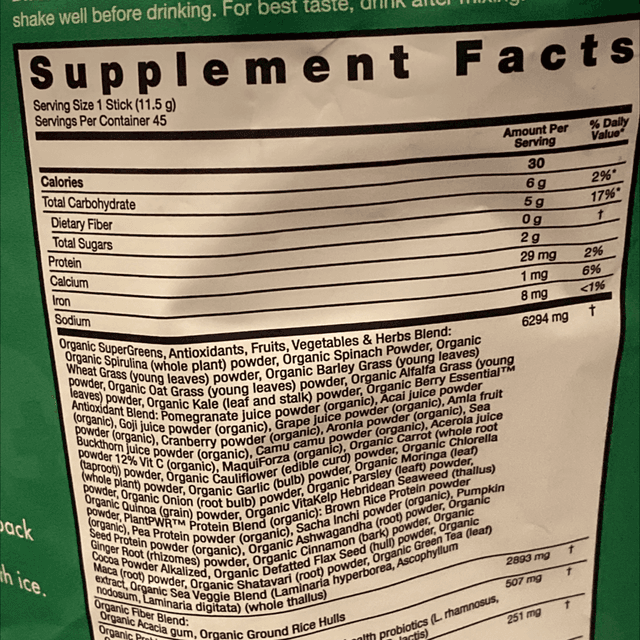 shake well before drinking. For best taste, drink after mixing.
Supplement Facts
Serving Size 1 Stick (11.5 g)
Servings Per Container 45
Amount Per Serving % Daily Value*
Calories 30
Total Carbohydrate 6 g 2%*
Dietary Fiber 5 g 17%*
Total Sugars 0 g †
Protein 2 g
Calcium 29 mg 2%
Iron 1 mg 6%
Sodium 8 mg <1%
Organic SuperGreens, Antioxidants, Fruits, Vegetables & Herbs Blend: 6294 mg †
Organic Spirulina (whole plant) powder, Organic Spinach Powder, Organic
Wheat Grass (young leaves) powder, Organic Barley Grass (young leaves)
powder, Organic Oat Grass (young leaves) powder, Organic Alfalfa Grass (young
leaves) powder, Organic Kale (leaf and stalk) powder, Organic Berry Essential™
Antioxidant Blend: Pomegranate juice powder (organic), Acai juice powder
(organic), Goji juice powder (organic), Grape juice powder (organic), Amla fruit
powder (organic), Cranberry powder (organic), Aronia powder (organic), Sea
Buckthorn juice powder (organic), Camu camu powder (organic), Acerola juice
powder 12% Vit C (organic), MaquiForza (organic), Organic Carrot (whole root
(taproot)) powder, Organic Cauliflower (edible curd) powder, Organic Chlorella
(whole plant) powder, Organic Garlic (bulb) powder, Organic Moringa (leaf)
powder, Organic Onion (root bulb) powder, Organic Parsley (leaf) powder,
Organic Quinoa (grain) powder, Organic VitaKelp Hebridean Seaweed (thallus)
powder, PlantPWR™ Protein Blend (organic): Brown Rice Protein powder
(organic), Pea Protein powder (organic), Sacha Inchi powder (organic), Pumpkin
Seed Protein powder (organic), Organic Ashwagandha (root) powder, Organic
Ginger Root (rhizomes) powder, Organic Cinnamon (bark) powder, Organic
Cocoa Powder Alkalized, Organic Defatted Flax Seed (hull) powder, Organic
Maca (root) powder, Organic Shatavari (root) powder, Organic Green Tea (leaf)
extract, Organic Sea Veggie Blend (Laminaria hyperborea, Ascophyllum
nodosum, Laminaria digitata) (whole thallus)
Organic Fiber Blend: 2893 mg †
Organic Acacia gum, Organic Ground Rice Hulls 507 mg †
Organic probiotics (L. rhamnosus, 251 mg †
lactis)
pack
h ice.